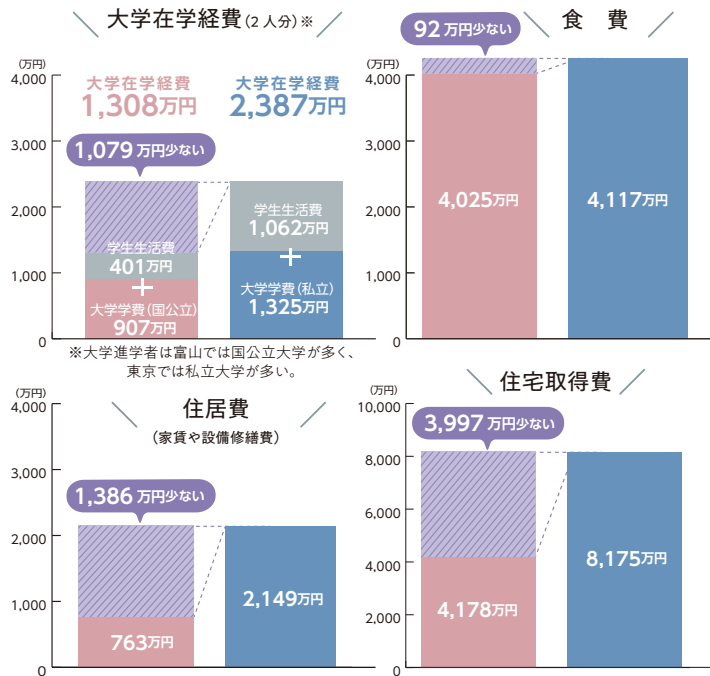 大学在学経費(2人分)※
(万円)
4,000
3,000
2,000
1,000
0
大学在学経費
1,308万円
大学在学経費
2,387万円
1,079万円少ない
学生生活費
401万円
+
大学学費(国公立)
907万円
学生生活費
1,062万円
+
大学学費(私立)
1,325万円
※大学進学者は富山では国公立大学が多く、
東京では私立大学が多い。
食 費
(万円)
4,000
3,000
2,000
1,000
0
92万円少ない
4,025万円
4,117万円
住居費
(家賃や設備修繕費)
(万円)
4,000
3,000
2,000
1,000
0
1,386万円少ない
763万円
2,149万円
住宅取得費
(万円)
10,000
8,000
6,000
4,000
2,000
0
3,997万円少ない
4,178万円
8,175万円